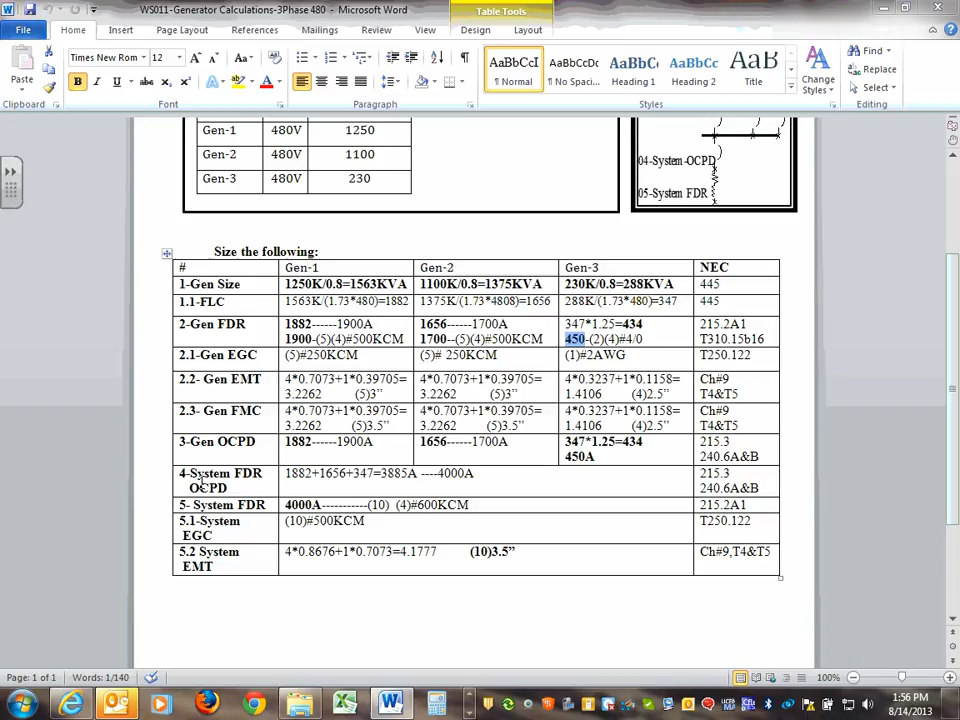 WS011-Generator Calculations-3Phase 480 - Microsoft Word
Table Tools
File Home Insert Page Layout References Mailings Review View Design Layout
Times New Rom 12
Paste
Clipboard Font Paragraph Styles Editing
AaBbCcI AaBbCcDc AaBbC AaBbCc AaB
¶ Normal ¶ No Spaci... Heading 1 Heading 2 Title
Change Styles
Find
Replace
Select
Gen-1 480V 1250
Gen-2 480V 1100
Gen-3 480V 230
04-System-OCPD
05-System FDR
Size the following:
# Gen-1 Gen-2 Gen-3 NEC
1-Gen Size 1250K/0.8=1563KVA 1100K/0.8=1375KVA 230K/0.8=288KVA 445
1.1-FLC 1563K/(1.73*480)=1882 1375K/(1.73*4808)=1656 288K/(1.73*480)=347 445
2-Gen FDR 1882------1900A 1656------1700A 347*1.25=434 215.2A1
1900-(5)(4)#500KCM 1700--(5)(4)#500KCM 450-(2)(4)#4/0 T310.15b16
2.1-Gen EGC (5)#250KCM (5)# 250KCM (1)#2AWG T250.122
2.2- Gen EMT 4*0.7073+1*0.39705= 4*0.7073+1*0.39705= 4*0.3237+0.1158= Ch#9
3.2262 (5)3” 3.2262 (5)3” 1.4106 (4)2.5” T4&T5
2.3- Gen FMC 4*0.7073+1*0.39705= 4*0.7073+1*0.39705= 4*0.3237+1*0.1158= Ch#9
3.2262 (5)3.5” 3.2262 (5)3.5” 1.4106 (4)2.5” T4&T5
3-Gen OCPD 1882------1900A 1656------1700A 347*1.25=434 215.3
450A 240.6A&B
4-System FDR 1882+1656+347=3885A ----4000A 215.3
OCPD 240.6A&B
5- System FDR 4000A-----------(10) (4)#600KCM 215.2A1
5.1-System (10)#500KCM T250.122
EGC
5.2 System 4*0.8676+1*0.7073=4.1777 (10)3.5” Ch#9,T4&T5
EMT
Page: 1 of 1 Words: 1/140 100%
1:56 PM
8/14/2013